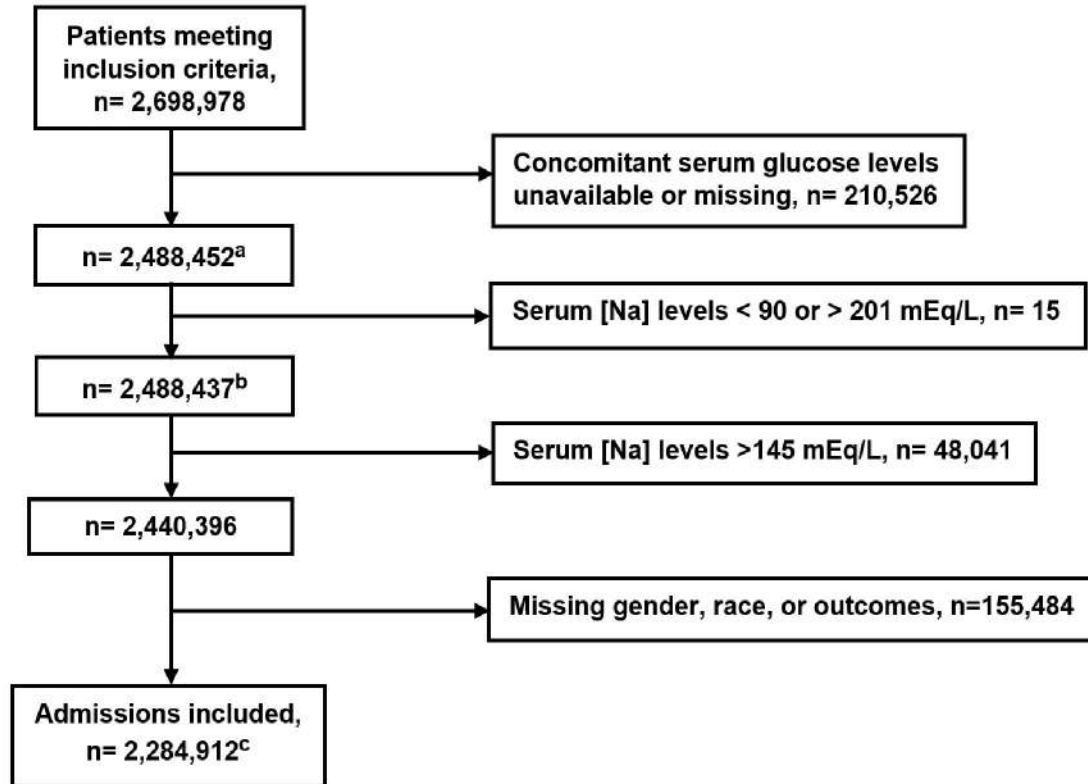 Patients meeting
inclusion criteria,
n= 2,698,978
Concomitant serum glucose levels
unavailable or missing, n= 210,526
n= 2,488,452ᵃ
Serum [Na] levels < 90 or > 201 mEq/L, n= 15
n= 2,488,437ᵇ
Serum [Na] levels >145 mEq/L, n= 48,041
n= 2,440,396
Missing gender, race, or outcomes, n=155,484
Admissions included,
n= 2,284,912ᶜ